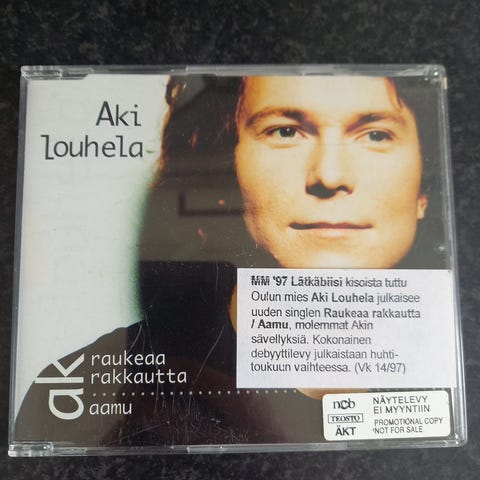 Aki
louhela
MM '97 Lätkäbiisi kisoista tuttu
Oulun mies Aki Louhela julkaisee
uuden singlen Raukeaa rakkautta
/ Aamu, molemmat Akin
sävellyksiä. Kokonainen
debyyttilevy julkaistaan huhti-
toukuun vaihteessa. (Vk 14/97)
ak
raukeaa
rakkautta
aamu
ncb
TEOSTO
ÄKT
NÄYTELEVY
EI MYYNTIIN
PROMOTIONAL COPY
NOT FOR SALE